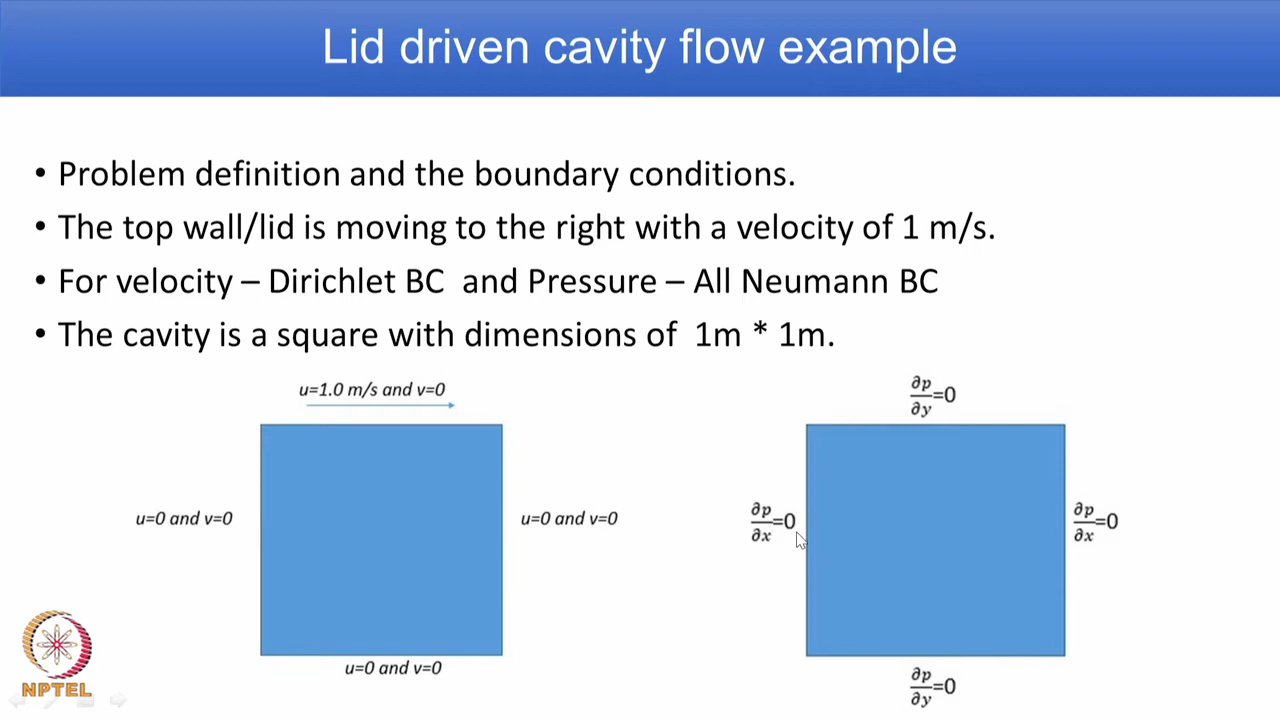 Lid driven cavity flow example
• Problem definition and the boundary conditions.
• The top wall/lid is moving to the right with a velocity of 1 m/s.
• For velocity – Dirichlet BC and Pressure – All Neumann BC
• The cavity is a square with dimensions of 1m * 1m.
u=1.0 m/s and v=0
u=0 and v=0
u=0 and v=0
u=0 and v=0
∂p/∂y=0
∂p/∂x=0
∂p/∂x=0
∂p/∂y=0
NPTEL